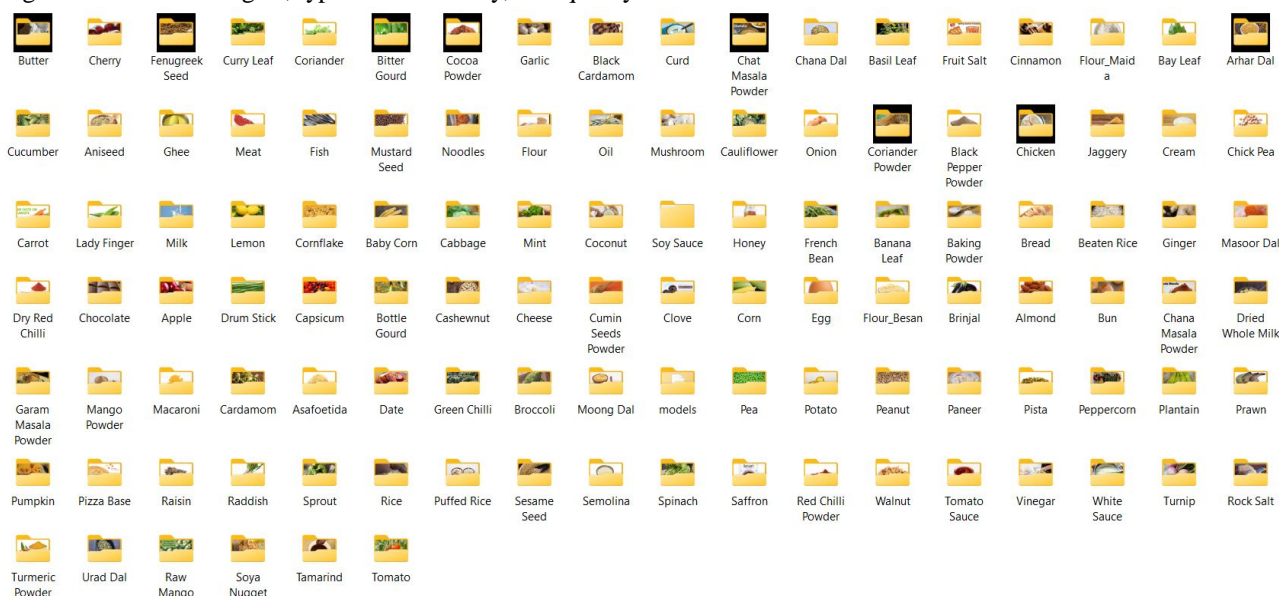 Butter
Cherry
Fenugreek
Seed
Curry Leaf
Coriander
Bitter
Gourd
Cocoa
Powder
Garlic
Black
Cardamom
Curd
Chat
Masala
Powder
Chana Dal
Basil Leaf
Fruit Salt
Cinnamon
Flour_Maid
a
Bay Leaf
Arhar Dal
Cucumber
Aniseed
Ghee
Meat
Fish
Mustard
Seed
Noodles
Flour
Oil
Mushroom
Cauliflower
Onion
Coriander
Powder
Black
Pepper
Powder
Chicken
Jaggery
Cream
Chick Pea
Carrot
Lady Finger
Milk
Lemon
Cornflake
Baby Corn
Cabbage
Mint
Coconut
Soy Sauce
Honey
French
Bean
Banana
Leaf
Baking
Powder
Bread
Beaten Rice
Ginger
Masoor Dal
Dry Red
Chilli
Chocolate
Apple
Drum Stick
Capsicum
Bottle
Gourd
Cashewnut
Cheese
Cumin
Seeds
Powder
Clove
Corn
Egg
Flour_Besan
Brinjal
Almond
Bun
Chana
Masala
Powder
Dried
Whole Milk
Garam
Masala
Powder
Mango
Powder
Macaroni
Cardamom
Asafoetida
Date
Green Chilli
Broccoli
Moong Dal
models
Pea
Potato
Peanut
Paneer
Pista
Peppercorn
Plantain
Prawn
Pumpkin
Pizza Base
Raisin
Raddish
Sprout
Rice
Puffed Rice
Sesame
Seed
Semolina
Spinach
Saffron
Red Chilli
Powder
Walnut
Tomato
Sauce
Vinegar
White
Sauce
Turnip
Rock Salt
Turmeric
Powder
Urad Dal
Raw
Mango
Soya
Nugget
Tamarind
Tomato